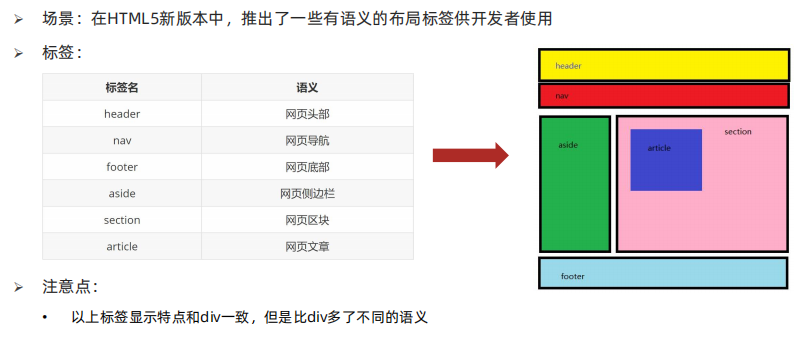 ➢ 场景：在HTML5新版本中，推出了一些有语义的布局标签供开发者使用
➢ 标签：
标签名 语义
header 网页头部
nav 网页导航
footer 网页底部
aside 网页侧边栏
section 网页区块
article 网页文章
header
nav
aside
section
article
footer
➢ 注意点：
• 以上标签显示特点和div一致，但是比div多了不同的语义